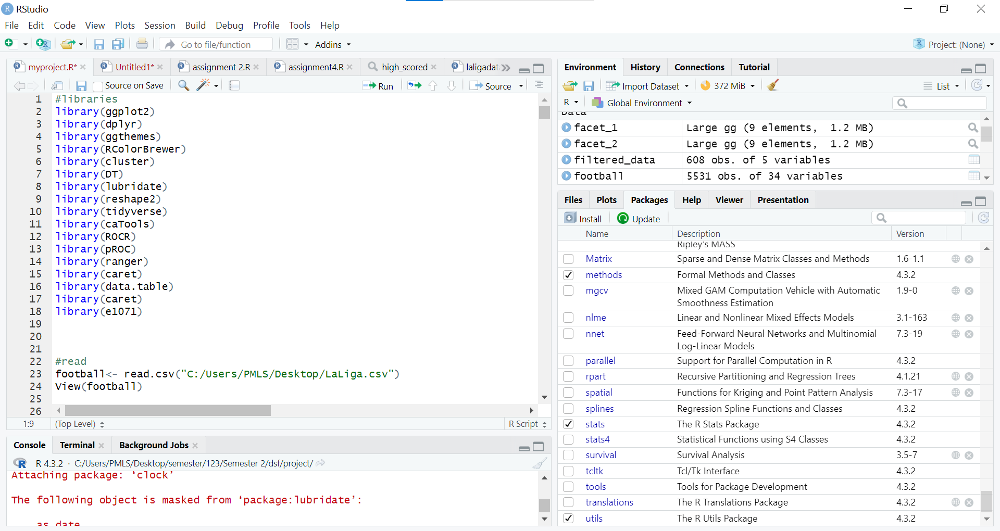 RStudio
File Edit Code View Plots Session Build Debug Profile Tools Help
Go to file/function Addins Project: (None)
myproject.R* Untitled1* assignment 2.R assignment4.R high_scored laligadat
Source on Save Run Source
1 #libraries
2 library(ggplot2)
3 library(dplyr)
4 library(ggthemes)
5 library(RColorBrewer)
6 library(cluster)
7 library(DT)
8 library(lubridate)
9 library(reshape2)
10 library(tidyverse)
11 library(caTools)
12 library(ROCR)
13 library(pROC)
14 library(ranger)
15 library(caret)
16 library(data.table)
17 library(caret)
18 library(e1071)
19
20
21
22 #read
23 football<- read.csv("C:/Users/PMLS/Desktop/LaLiga.csv")
24 View(football)
25
26
1:9 (Top Level) R Script
Console Terminal Background Jobs
R 4.3.2 · C:/Users/PMLS/Desktop/semester/123/Semester 2/dsf/project/
Attaching package: ‘clock’
The following object is masked from ‘package:lubridate’:
as_date
Environment History Connections Tutorial
Import Dataset 372 MiB List
R Global Environment
Data
facet_1 Large gg (9 elements, 1.2 MB)
facet_2 Large gg (9 elements, 1.2 MB)
filtered_data 608 obs. of 5 variables
football 5531 obs. of 34 variables
Files Plots Packages Help Viewer Presentation
Install Update
Name Description Version
Ripley's MASS
Matrix Sparse and Dense Matrix Classes and Methods 1.6-1.1
methods Formal Methods and Classes 4.3.2
mgcv Mixed GAM Computation Vehicle with Automatic 1.9-0
Smoothness Estimation
nlme Linear and Nonlinear Mixed Effects Models 3.1-163
nnet Feed-Forward Neural Networks and Multinomial 7.3-19
Log-Linear Models
parallel Support for Parallel Computation in R 4.3.2
rpart Recursive Partitioning and Regression Trees 4.1.21
spatial Functions for Kriging and Point Pattern Analysis 7.3-17
splines Regression Spline Functions and Classes 4.3.2
stats The R Stats Package 4.3.2
stats4 Statistical Functions using S4 Classes 4.3.2
survival Survival Analysis 3.5-7
tcltk Tcl/Tk Interface 4.3.2
tools Tools for Package Development 4.3.2
translations The R Translations Package 4.3.2
utils The R Utils Package 4.3.2